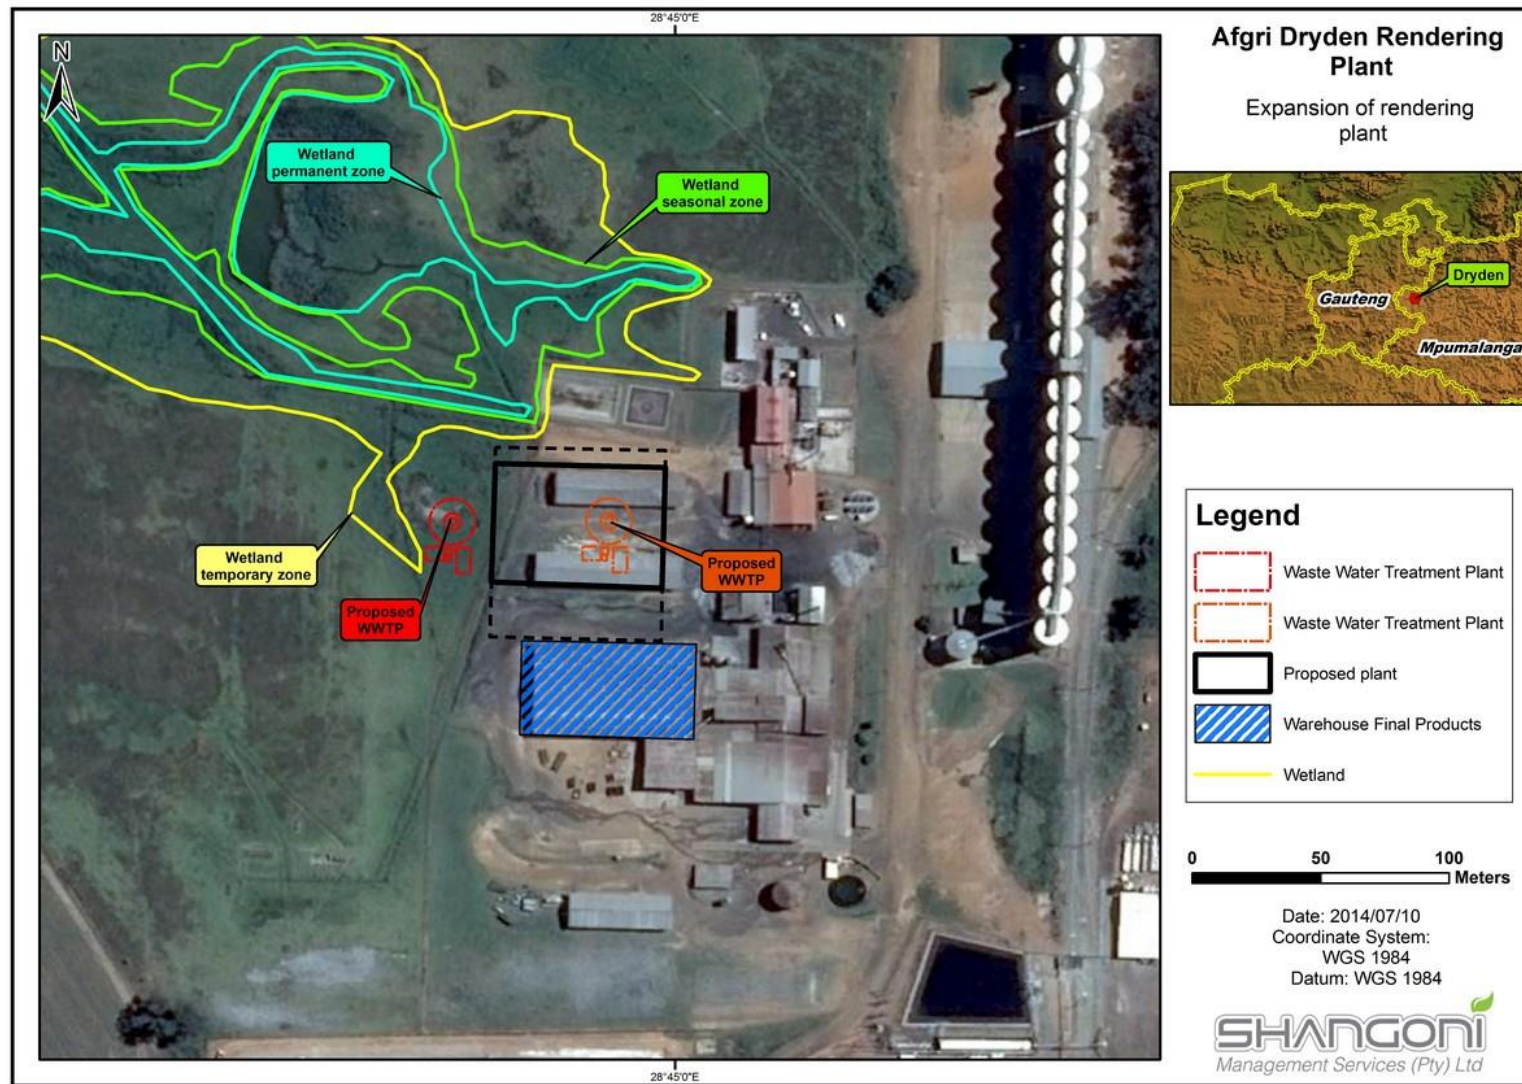 28°45'0"E
N
Wetland
permanent zone
Wetland
seasonal zone
Wetland
temporary zone
Proposed
WWTP
Proposed
WWTP
28°45'0"E
Afgri Dryden Rendering
Plant
Expansion of rendering
plant
Dryden
Gauteng
Mpumalanga
Legend
Waste Water Treatment Plant
Waste Water Treatment Plant
Proposed plant
Warehouse Final Products
Wetland
0 50 100
Meters
Date: 2014/07/10
Coordinate System:
WGS 1984
Datum: WGS 1984
SHANGONI
Management Services (Pty) Ltd